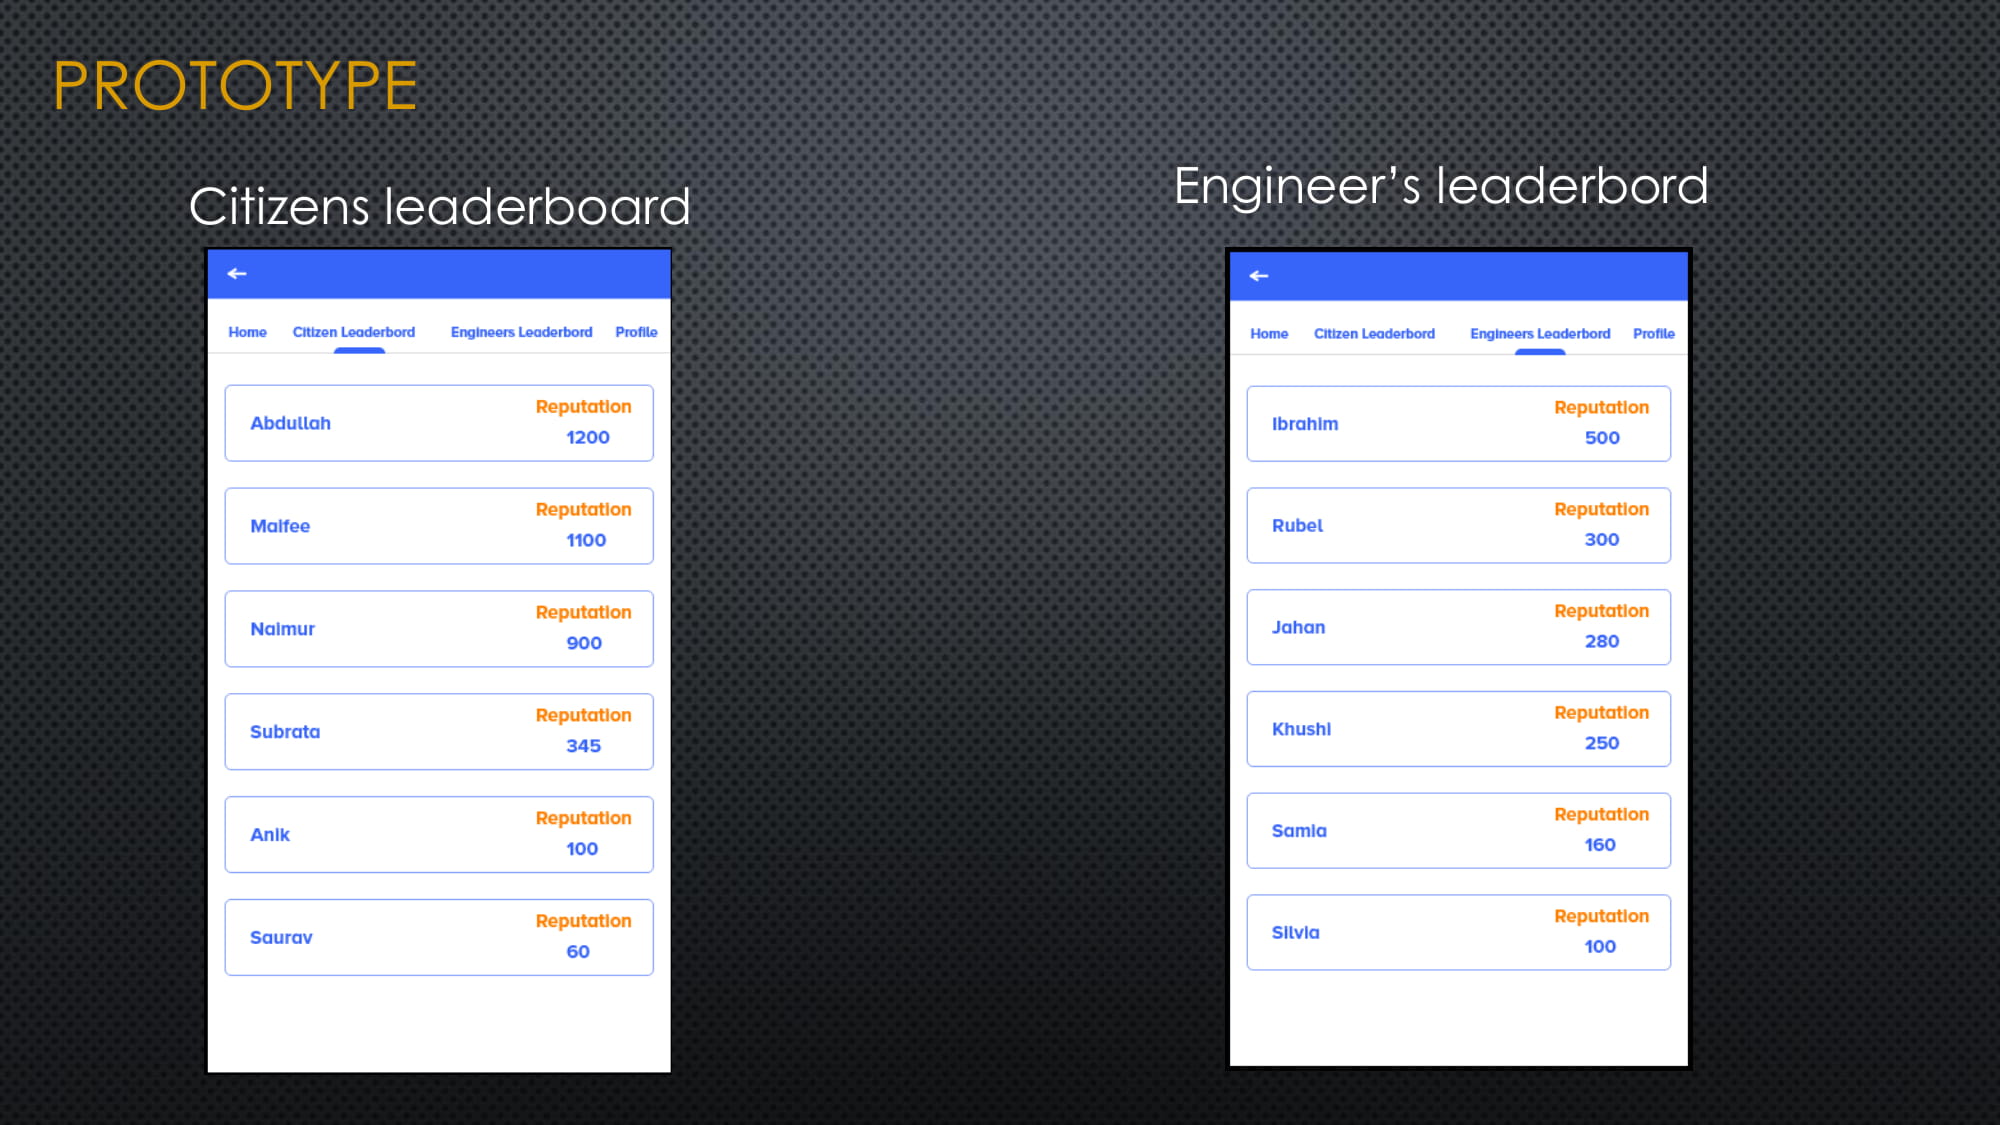 PROTOTYPE
Citizens leaderboard
Home Citizen Leaderbord Engineers Leaderbord Profile
Abdullah
Reputation
1200
Maifee
Reputation
1100
Naimur
Reputation
900
Subrata
Reputation
345
Anik
Reputation
100
Saurav
Reputation
60
Engineer’s leaderbord
Home Citizen Leaderbord Engineers Leaderbord Profile
Ibrahim
Reputation
500
Rubel
Reputation
300
Jahan
Reputation
280
Khushi
Reputation
250
Samia
Reputation
160
Silvia
Reputation
100